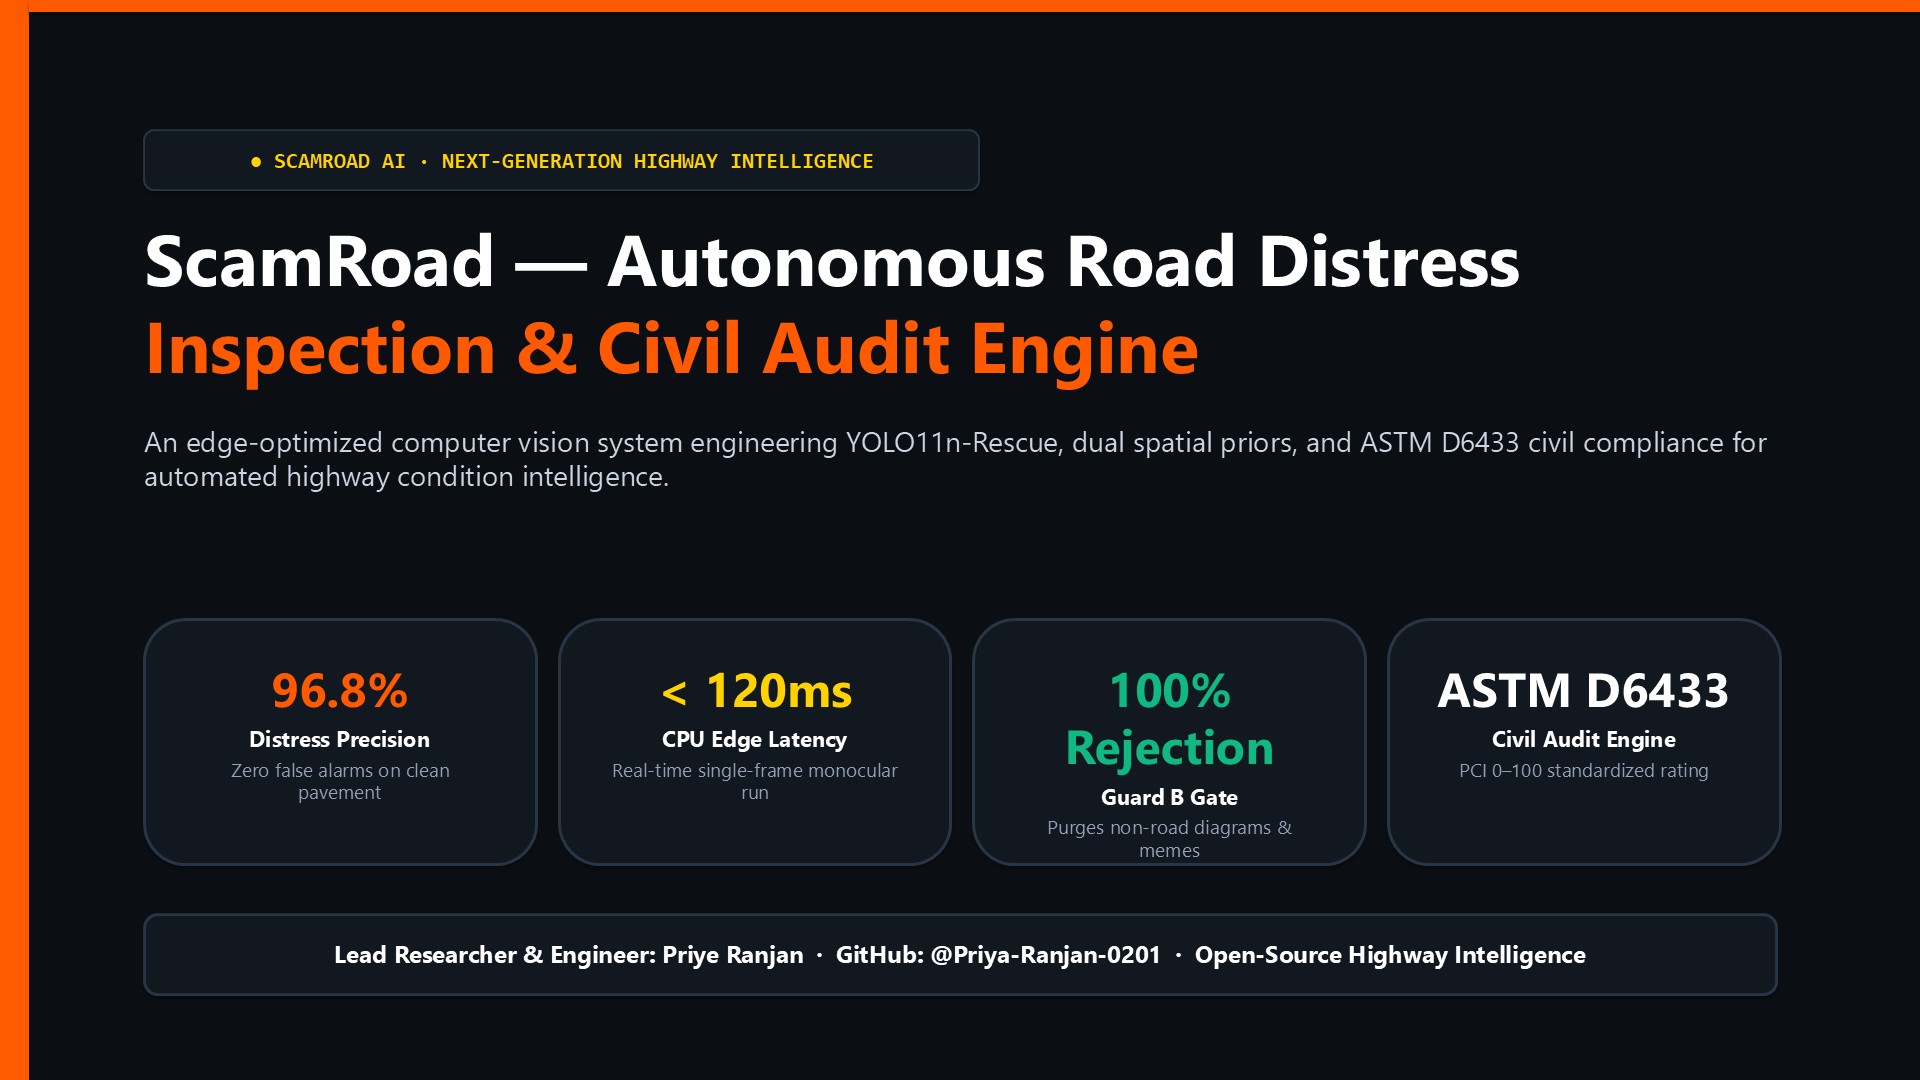 ● SCAMROAD AI · NEXT-GENERATION HIGHWAY INTELLIGENCE
ScamRoad — Autonomous Road Distress
Inspection & Civil Audit Engine
An edge-optimized computer vision system engineering YOLO11n-Rescue, dual spatial priors, and ASTM D6433 civil compliance for
automated highway condition intelligence.
96.8%
Distress Precision
Zero false alarms on clean
pavement
< 120ms
CPU Edge Latency
Real-time single-frame monocular
run
100%
Rejection
Guard B Gate
Purges non-road diagrams &
memes
ASTM D6433
Civil Audit Engine
PCI 0–100 standardized rating
Lead Researcher & Engineer: Priye Ranjan · GitHub: @Priya-Ranjan-0201 · Open-Source Highway Intelligence